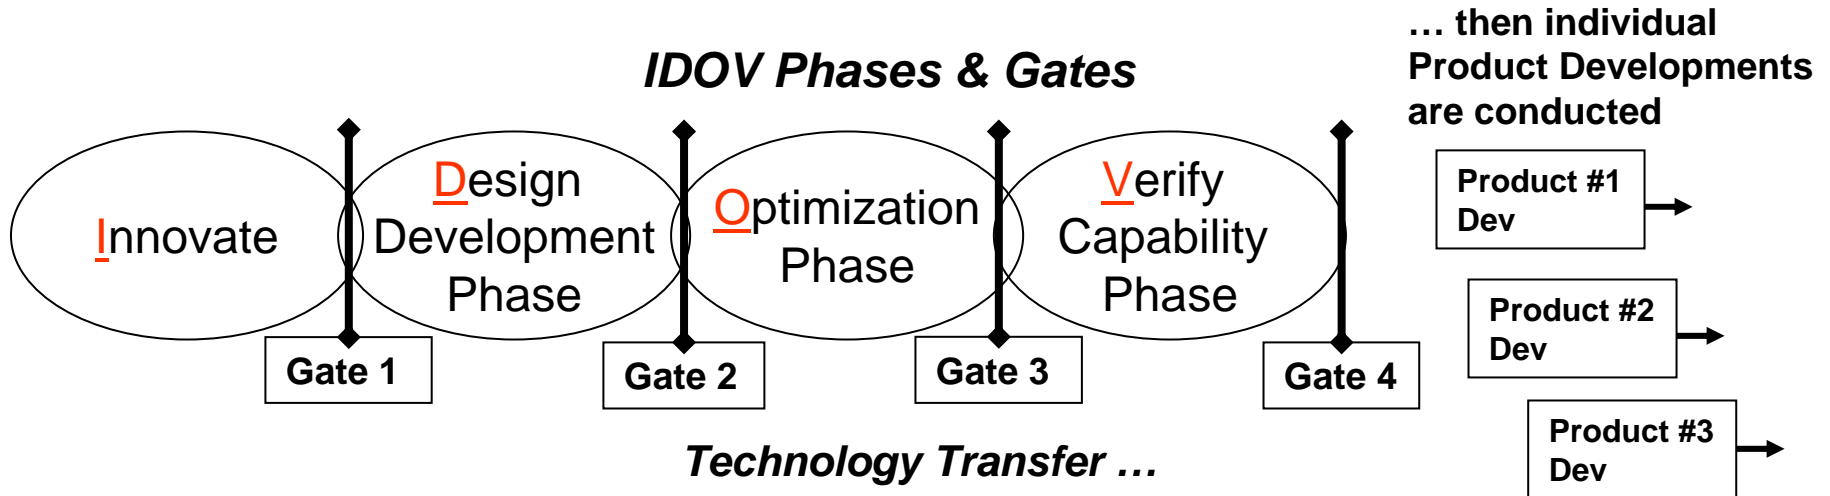 IDOV Phases & Gates
Innovate
Design
Development
Phase
Optimization
Phase
Verify
Capability
Phase
Gate 1
Gate 2
Gate 3
Gate 4
Technology Transfer …
… then individual
Product Developments
are conducted
Product #1
Dev
Product #2
Dev
Product #3
Dev